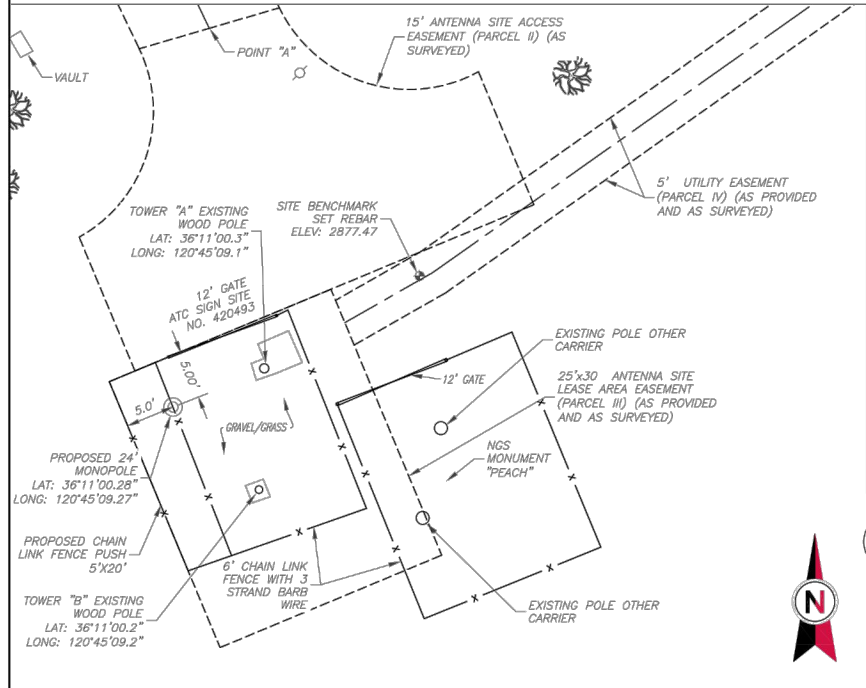 15' ANTENNA SITE ACCESS
EASEMENT (PARCEL II) (AS
SURVEYED)
POINT "A"
VAULT
5' UTILITY EASEMENT
(PARCEL IV) (AS PROVIDED
AND AS SURVEYED)
TOWER "A" EXISTING
WOOD POLE
LAT: 36°11'00.3"
LONG: 120°45'09.1"
SITE BENCHMARK
SET REBAR
ELEV: 2877.47
12' GATE
ATC SIGN SITE
NO. 420493
EXISTING POLE OTHER
CARRIER
5.00'
12' GATE
25'x30 ANTENNA SITE
LEASE AREA EASEMENT
(PARCEL III) (AS PROVIDED
AND AS SURVEYED)
5.0'
GRAVEL/GRASS
NGS
MONUMENT
"PEACH"
PROPOSED 24'
MONOPOLE
LAT: 36°11'00.28"
LONG: 120°45'09.27"
PROPOSED CHAIN
LINK FENCE PUSH
5'X20'
6' CHAIN LINK
FENCE WITH 3
STRAND BARB
WIRE
TOWER "B" EXISTING
WOOD POLE
LAT: 36°11'00.2"
LONG: 120°45'09.2"
EXISTING POLE OTHER
CARRIER
N